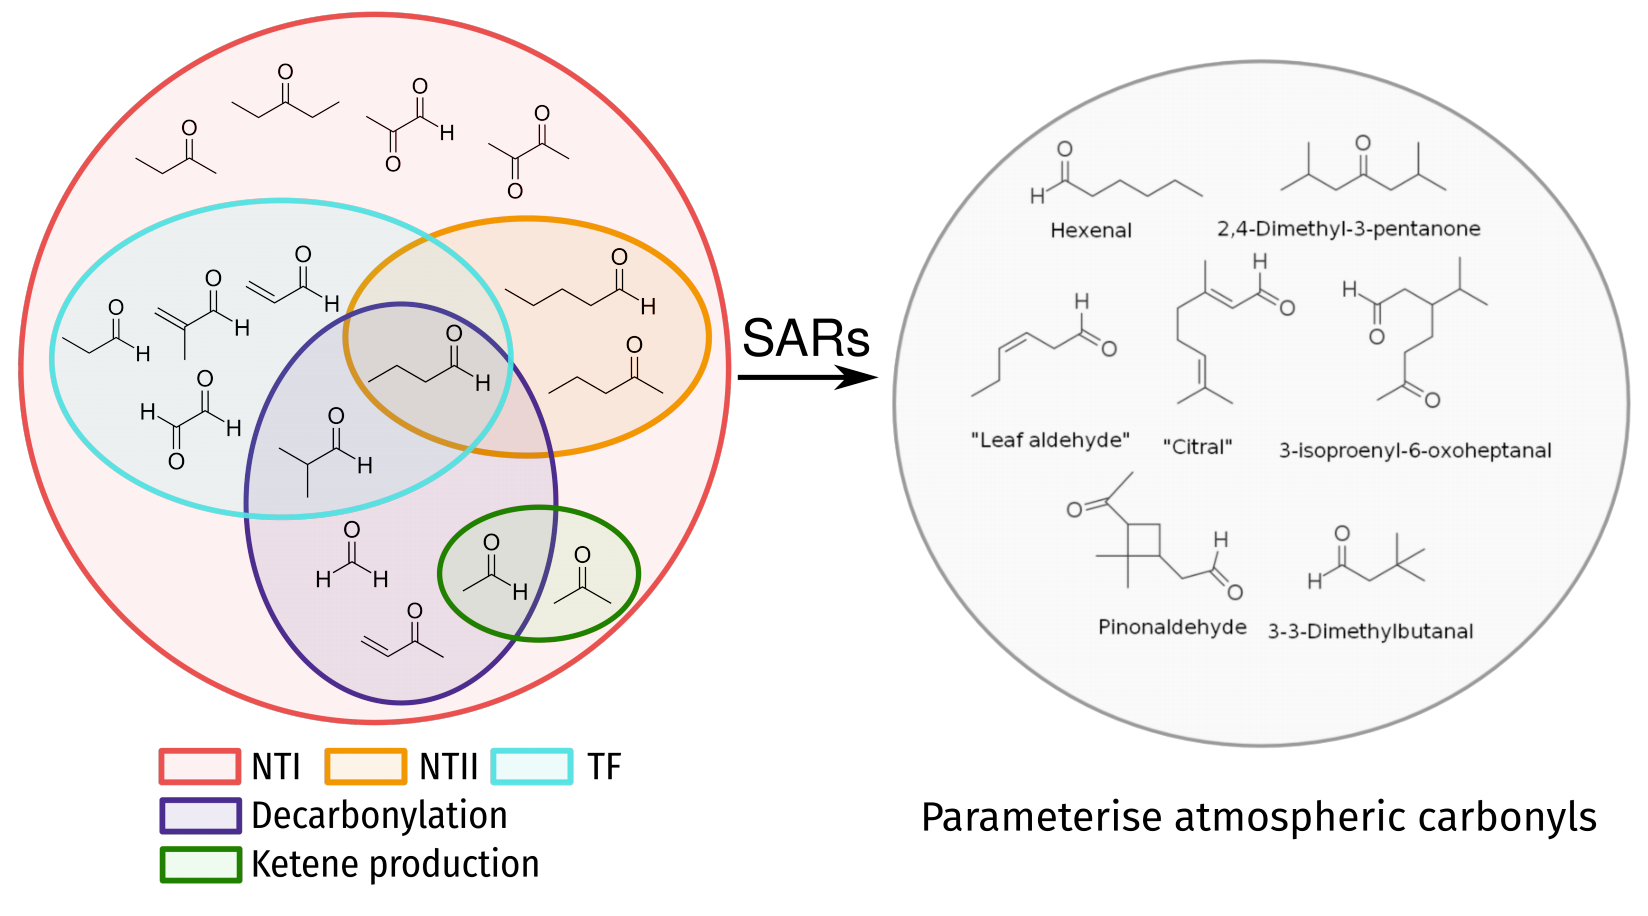 O
O
O
H
O
O
O
O
H
O
H
O
H
O
H
O
H
O
H
O
O
H
H
O
O
H
O
H
H
O
H
O
O
NTI NTII TF
Decarbonylation
Ketene production
SARs
O
H
Hexenal
O
2,4-Dimethyl-3-pentanone
H
O
"Leaf aldehyde"
H
O
"Citral"
H
O
O
3-isoproenyl-6-oxoheptanal
O
H
O
Pinonaldehyde
O
H
3-3-Dimethylbutanal
Parameterise atmospheric carbonyls